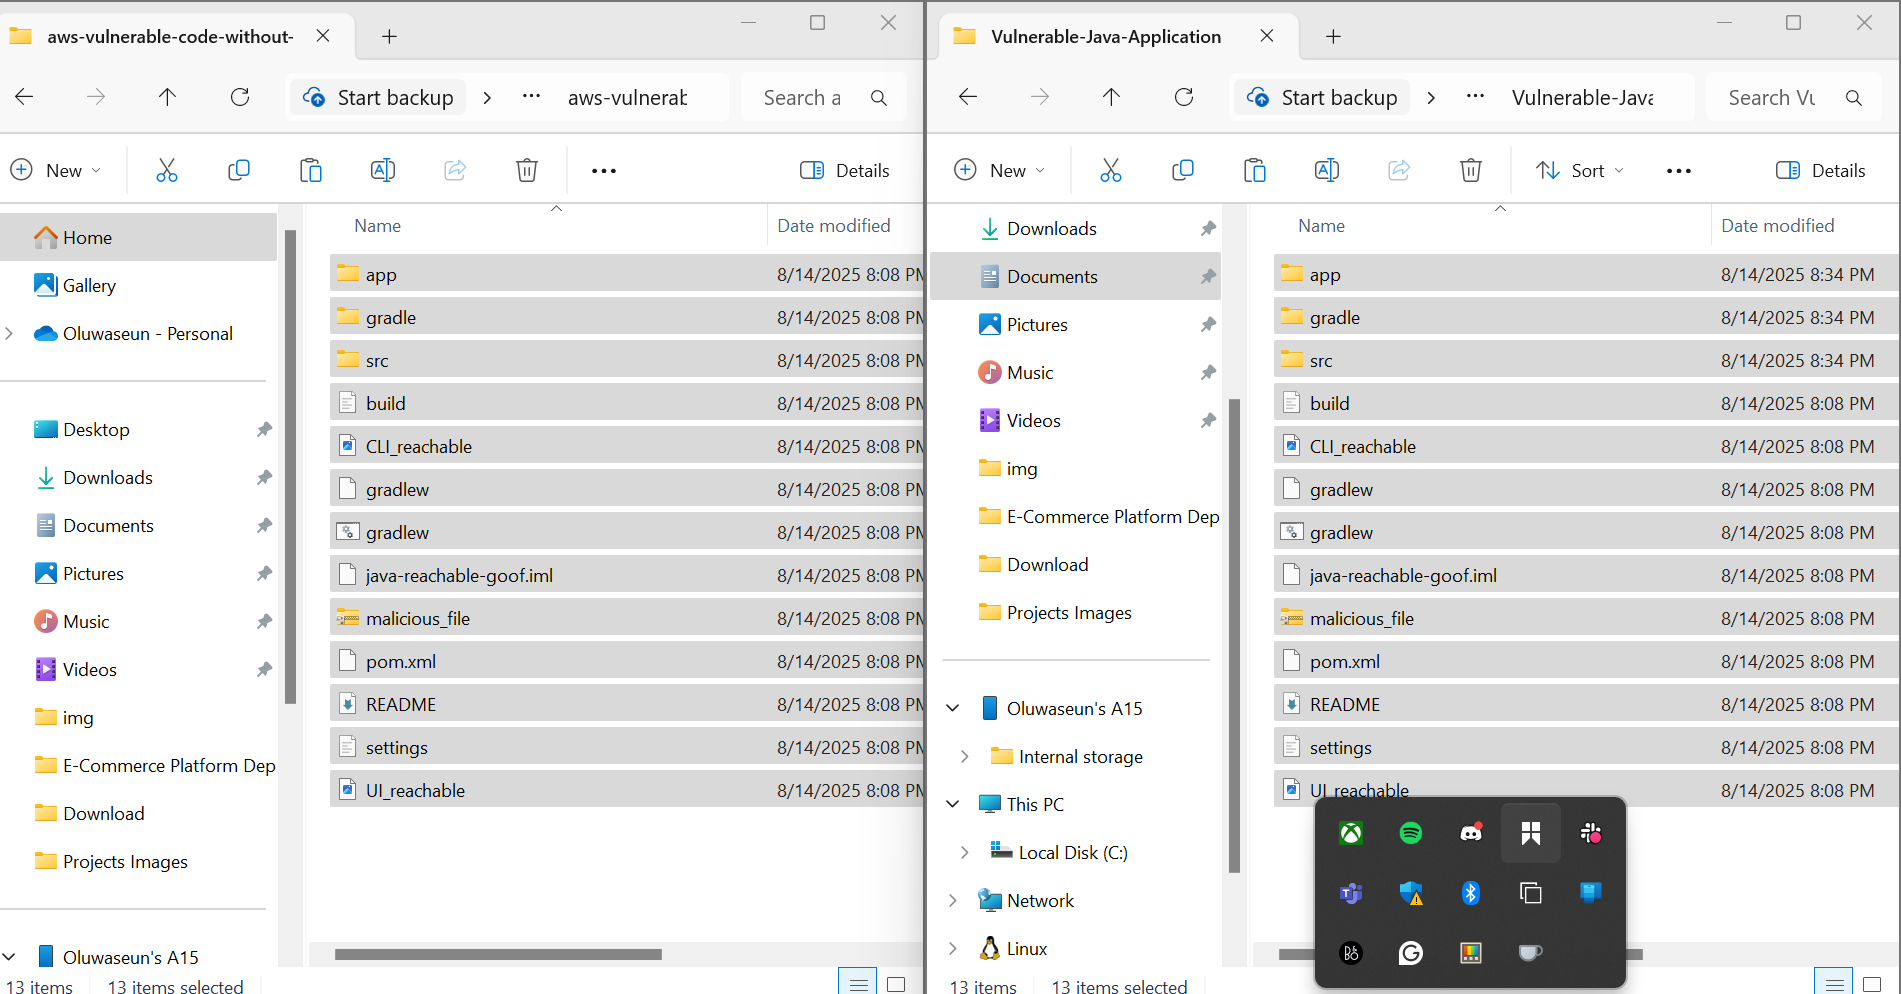 aws-vulnerable-code-without-
Start backup
aws-vulnerab
Search a
New
Details
Home
Gallery
Oluwaseun - Personal
Desktop
Downloads
Documents
Pictures
Music
Videos
img
E-Commerce Platform Dep
Download
Projects Images
Oluwaseun's A15
Name Date modified
app 8/14/2025 8:08 PM
gradle 8/14/2025 8:08 PM
src 8/14/2025 8:08 PM
build 8/14/2025 8:08 PM
CLI_reachable 8/14/2025 8:08 PM
gradlew 8/14/2025 8:08 PM
gradlew 8/14/2025 8:08 PM
java-reachable-goof.iml 8/14/2025 8:08 PM
malicious_file 8/14/2025 8:08 PM
pom.xml 8/14/2025 8:08 PM
README 8/14/2025 8:08 PM
settings 8/14/2025 8:08 PM
UI_reachable 8/14/2025 8:08 PM
13 items 13 items selected
Vulnerable-Java-Application
Start backup
Vulnerable-Java
Search Vu
New
Sort
Details
Downloads
Documents
Pictures
Music
Videos
img
E-Commerce Platform Dep
Download
Projects Images
Oluwaseun's A15
Internal storage
This PC
Local Disk (C:)
Network
Linux
Name Date modified
app 8/14/2025 8:34 PM
gradle 8/14/2025 8:34 PM
src 8/14/2025 8:34 PM
build 8/14/2025 8:08 PM
CLI_reachable 8/14/2025 8:08 PM
gradlew 8/14/2025 8:08 PM
gradlew 8/14/2025 8:08 PM
java-reachable-goof.iml 8/14/2025 8:08 PM
malicious_file 8/14/2025 8:08 PM
pom.xml 8/14/2025 8:08 PM
README 8/14/2025 8:08 PM
settings 8/14/2025 8:08 PM
UI_reachable 8/14/2025 8:08 PM
13 items 13 items selected